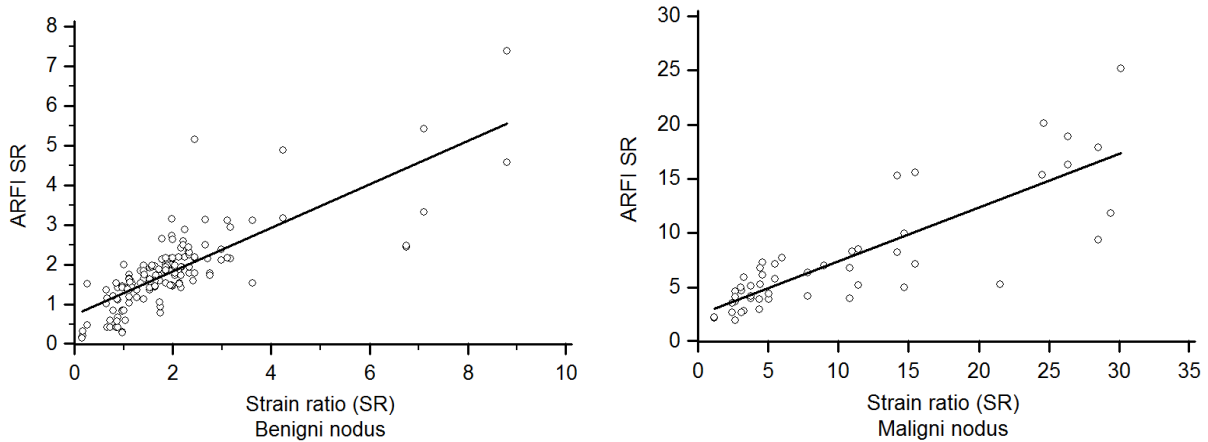 8
7
6
5
4
3
2
1
0
ARFI SR
0 2 4 6 8 10
Strain ratio (SR)
Benigni nodus
30
25
20
15
10
5
0
ARFI SR
0 5 10 15 20 25 30 35
Strain ratio (SR)
Maligni nodus